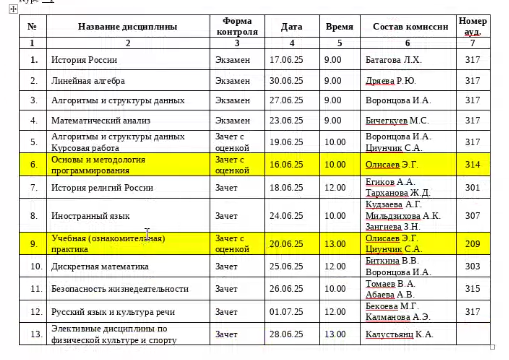 № Название дисциплины Форма контроля Дата Время Состав комиссии Номер ауд.
1 2 3 4 5 6 7
1. История России Экзамен 17.06.25 9.00 Батагова Л.Х. 317
2. Линейная алгебра Экзамен 30.06.25 9.00 Дряева Р.Ю. 317
3. Алгоритмы и структуры данных Экзамен 27.06.25 9.00 Воронцова И.А. 317
4. Математический анализ Экзамен 23.06.25 9.00 Бичегкуев М.С. 317
5. Алгоритмы и структуры данных Курсовая работа Зачет с оценкой 19.06.25 10.00 Воронцова И.А. Циунчик С.А. 317
6. Основы и методология программирования Зачет с оценкой 16.06.25 10.00 Олисаев Э.Г. 314
7. История религий России Зачет 18.06.25 12.00 Егиков А.А. Тарханова Ж.Д. 301
8. Иностранный язык Зачет 24.06.25 10.00 Кудзаева А.Г. Мильдзихова А.К. Зангиева З.Н. 307
9. Учебная (ознакомительная) практика Зачет с оценкой 20.06.25 13.00 Олисаев Э.Г. Циунчик С.А. 209
10. Дискретная математика Зачет 25.06.25 12.00 Биткина В.В. Воронцова И.А. 303
11. Безопасность жизнедеятельности Зачет 26.06.25 10.00 Томаев В.А. Абаева А.В. 315
12. Русский язык и культура речи Зачет 01.07.25 12.00 Бекоева М.Г. Калманова А.Э. 317
13. Элективные дисциплины по физической культуре и спорту Зачет 28.06.25 13.00 Калустьянц К.А.